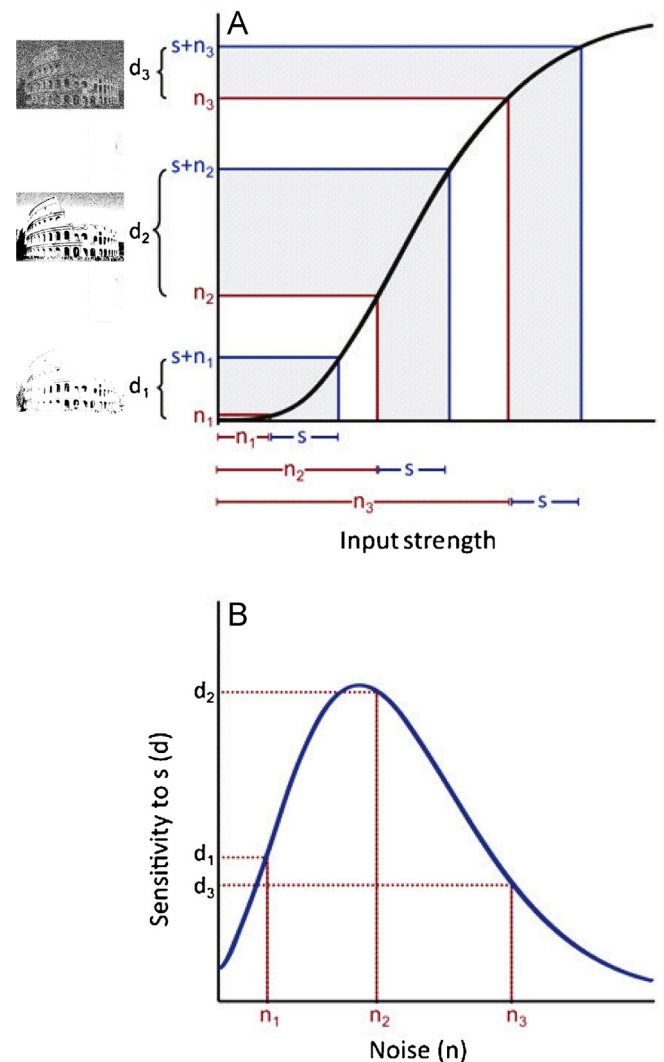 A
s+n₃
d₃
n₃
s+n₂
d₂
n₂
s+n₁
d₁
n₁
n₁ s
n₂ s
n₃ s
Input strength
B
Sensitivity to s (d)
d₂
d₁
d₃
n₁ n₂ n₃
Noise (n)